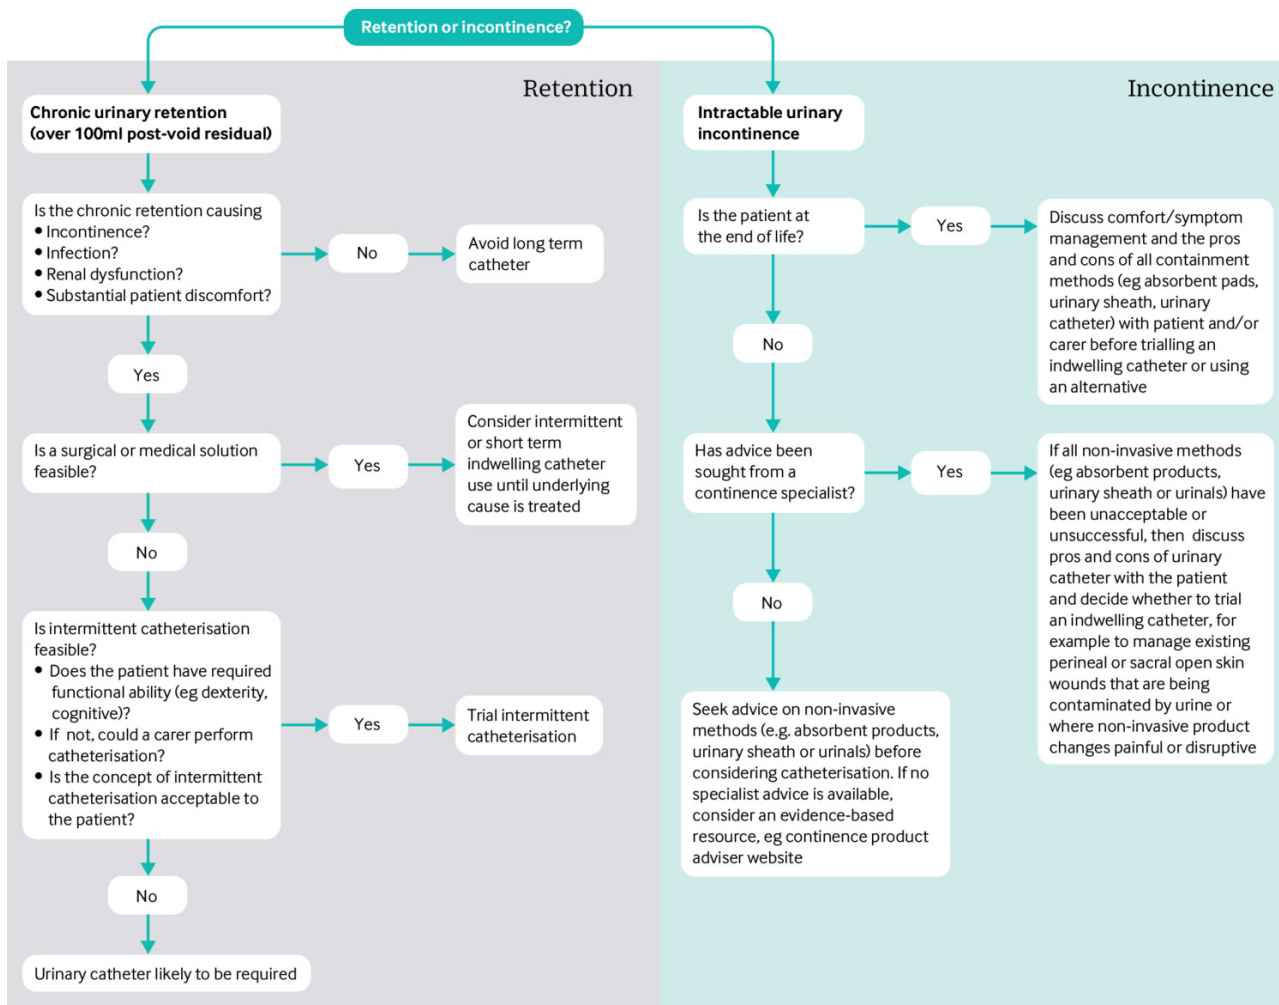 Retention or incontinence?
Retention
Chronic urinary retention
(over 100ml post-void residual)
Is the chronic retention causing
• Incontinence?
• Infection?
• Renal dysfunction?
• Substantial patient discomfort?
No
Avoid long term
catheter
Yes
Is a surgical or medical solution
feasible?
Yes
Consider intermittent
or short term
indwelling catheter
use until underlying
cause is treated
No
Is intermittent catheterisation
feasible?
• Does the patient have required
functional ability (eg dexterity,
cognitive)?
• If not, could a carer perform
catheterisation?
• Is the concept of intermittent
catheterisation acceptable to
the patient?
Yes
Trial intermittent
catheterisation
No
Urinary catheter likely to be required
Incontinence
Intractable urinary
incontinence
Is the patient at
the end of life?
Yes
Discuss comfort/symptom
management and the pros
and cons of all containment
methods (eg absorbent pads,
urinary sheath, urinary
catheter) with patient and/or
carer before trialling an
indwelling catheter or using
an alternative
No
Has advice been
sought from a
continence specialist?
Yes
If all non-invasive methods
(eg absorbent products,
urinary sheath or urinals) have
been unacceptable or
unsuccessful, then discuss
pros and cons of urinary
catheter with the patient
and decide whether to trial
an indwelling catheter, for
example to manage existing
perineal or sacral open skin
wounds that are being
contaminated by urine or
where non-invasive product
changes painful or disruptive
No
Seek advice on non-invasive
methods (e.g. absorbent products,
urinary sheath or urinals) before
considering catheterisation. If no
specialist advice is available,
consider an evidence-based
resource, eg continence product
adviser website